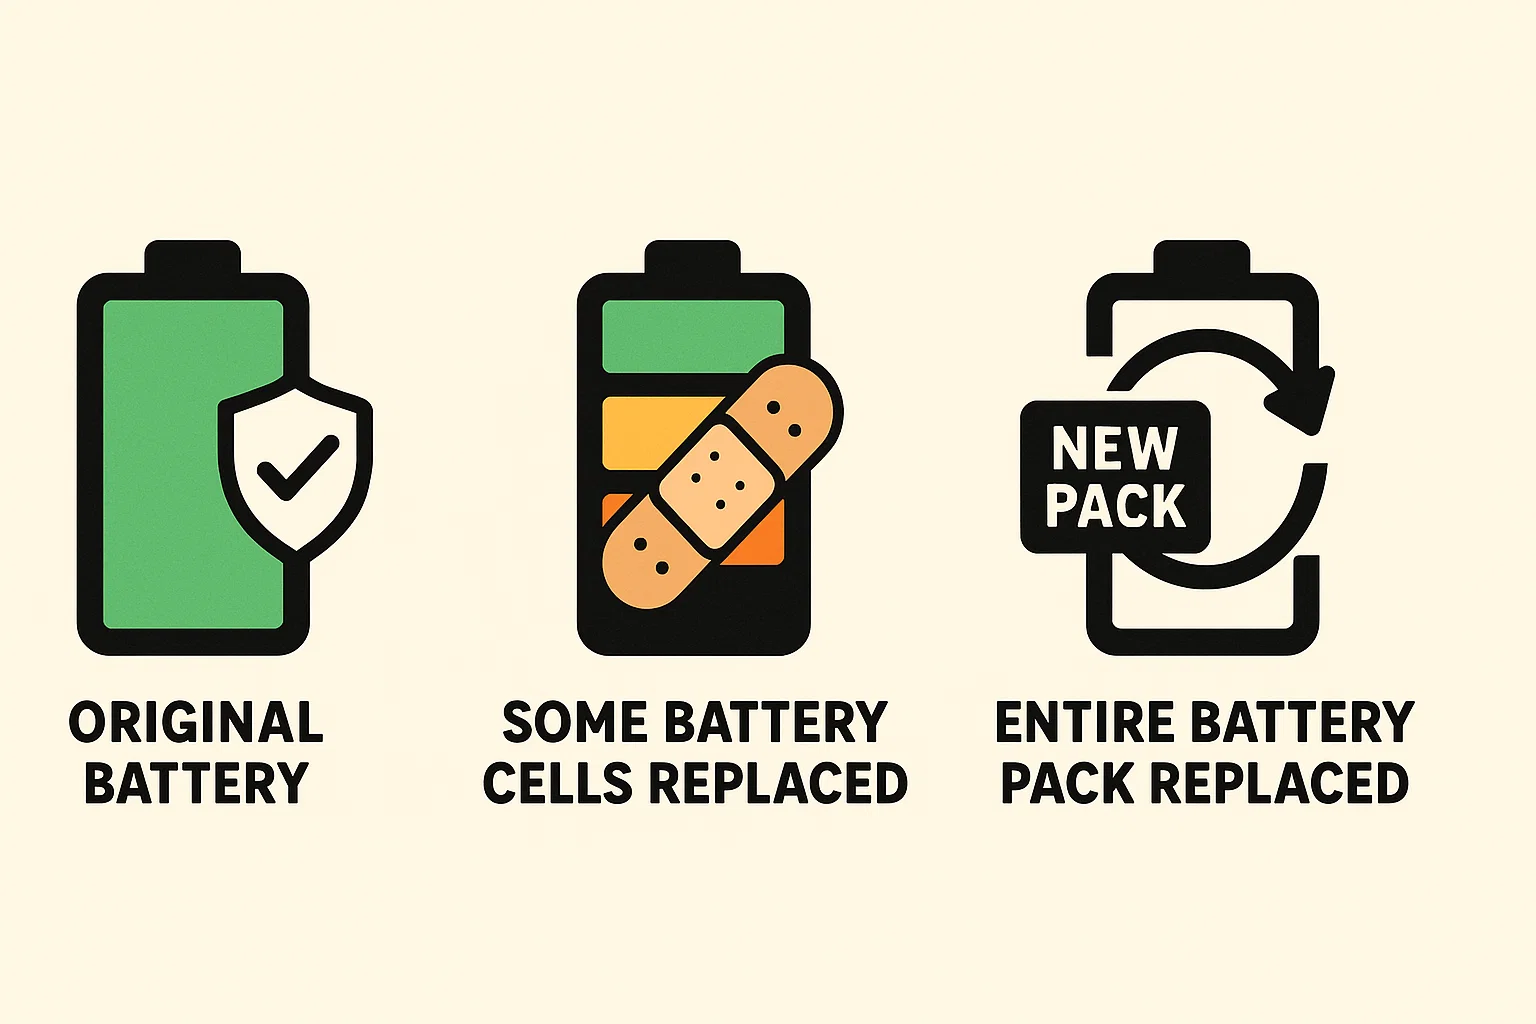 NEW
PACK
ORIGINAL
BATTERY
SOME BATTERY
CELLS REPLACED
ENTIRE BATTERY
PACK REPLACED